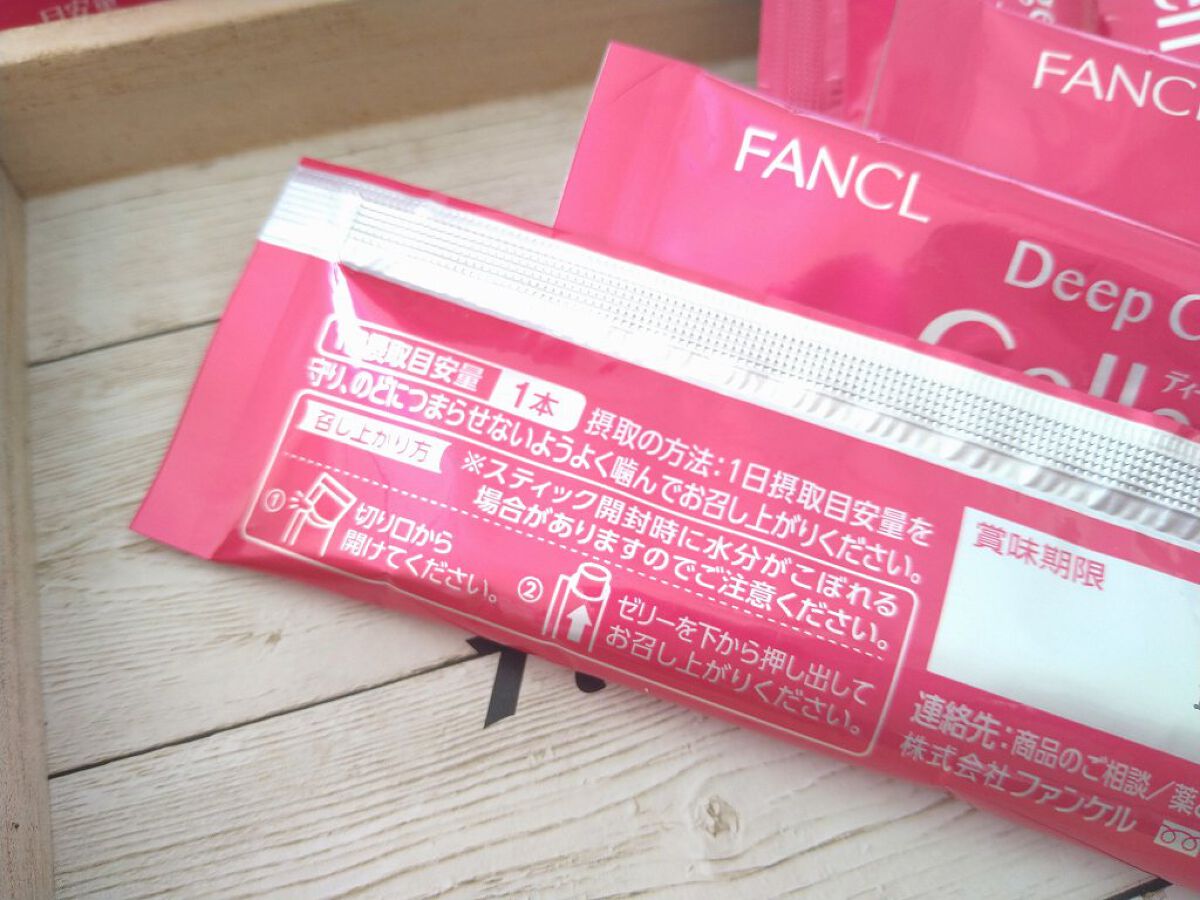 目安量
FANCL
FANCL
Deep
ディ
摂取目安量 1本 摂取の方法:1日摂取目安量を
守り、のどにつまらせないようよく噛んでお召し上がりください。
召し上がり方
※スティック開封時に水分がこぼれる
場合がありますのでご注意ください。
① 切り口から
開けてください。
② ゼリーを下から押し出して
お召し上がりください。
賞味期限
連絡先:商品のご相談/薬
株式会社ファンケル